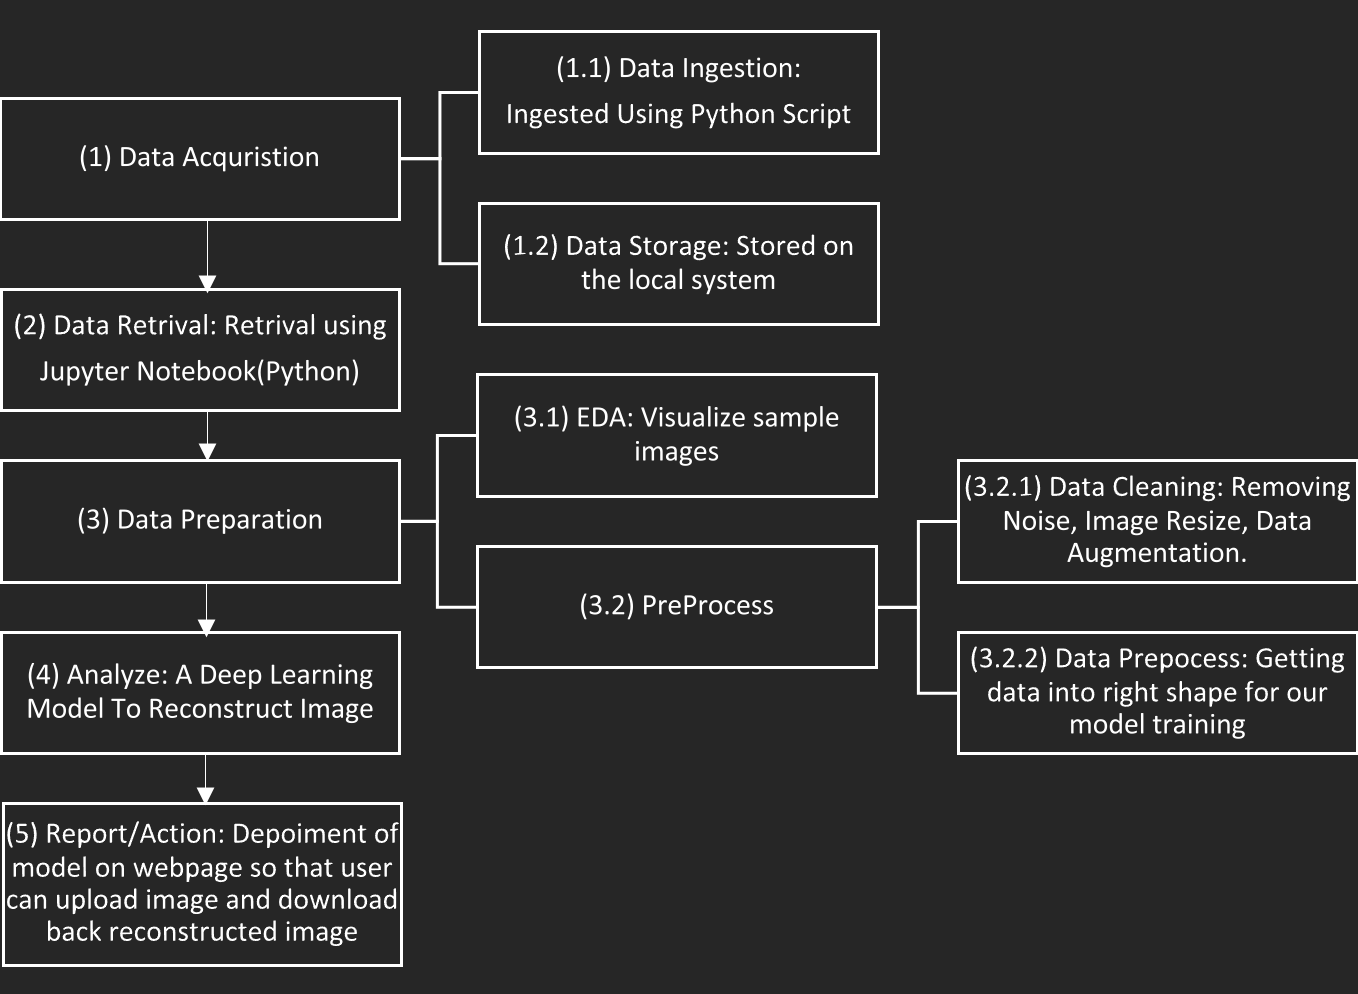 (1) Data Acquristion
(1.1) Data Ingestion:
Ingested Using Python Script
(1.2) Data Storage: Stored on
the local system
(2) Data Retrival: Retrival using
Jupyter Notebook(Python)
(3) Data Preparation
(3.1) EDA: Visualize sample
images
(3.2) PreProcess
(3.2.1) Data Cleaning: Removing
Noise, Image Resize, Data
Augmentation.
(3.2.2) Data Prepocess: Getting
data into right shape for our
model training
(4) Analyze: A Deep Learning
Model To Reconstruct Image
(5) Report/Action: Depoiment of
model on webpage so that user
can upload image and download
back reconstructed image